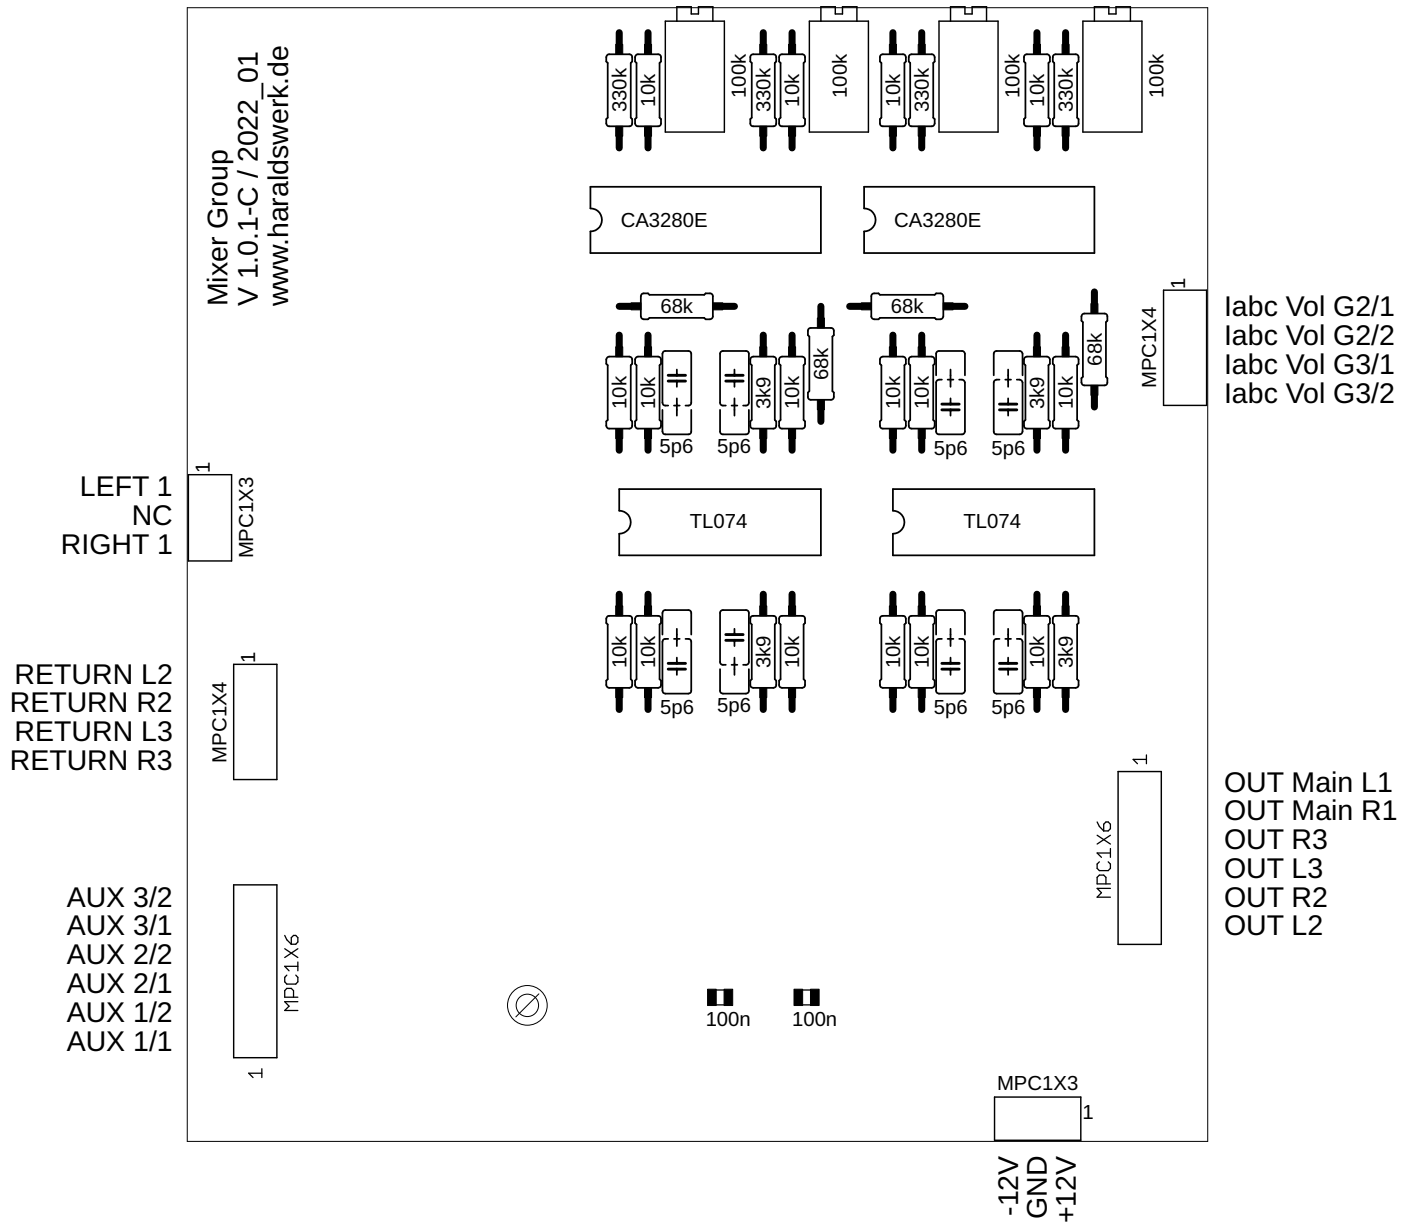 Mixer Group
V 1.0.1-C / 2022_01
www.haraldswerk.de
330k
10k
100k
330k
10k
100k
10k
330k
100k
10k
330k
100k
CA3280E
CA3280E
68k
68k
68k
68k
10k
10k
5p6
5p6
3k9
10k
10k
10k
5p6
5p6
3k9
10k
1
MPC1X4
Iabc Vol G2/1
Iabc Vol G2/2
Iabc Vol G3/1
Iabc Vol G3/2
LEFT 1
NC
RIGHT 1
1
MPC1X3
TL074
TL074
10k
10k
5p6
5p6
3k9
10k
10k
10k
5p6
5p6
10k
3k9
RETURN L2
RETURN R2
RETURN L3
RETURN R3
1
MPC1X4
1
MPC1X6
OUT Main L1
OUT Main R1
OUT R3
OUT L3
OUT R2
OUT L2
AUX 3/2
AUX 3/1
AUX 2/2
AUX 2/1
AUX 1/2
AUX 1/1
MPC1X6
1
100n
100n
MPC1X3
1
-12V
GND
+12V